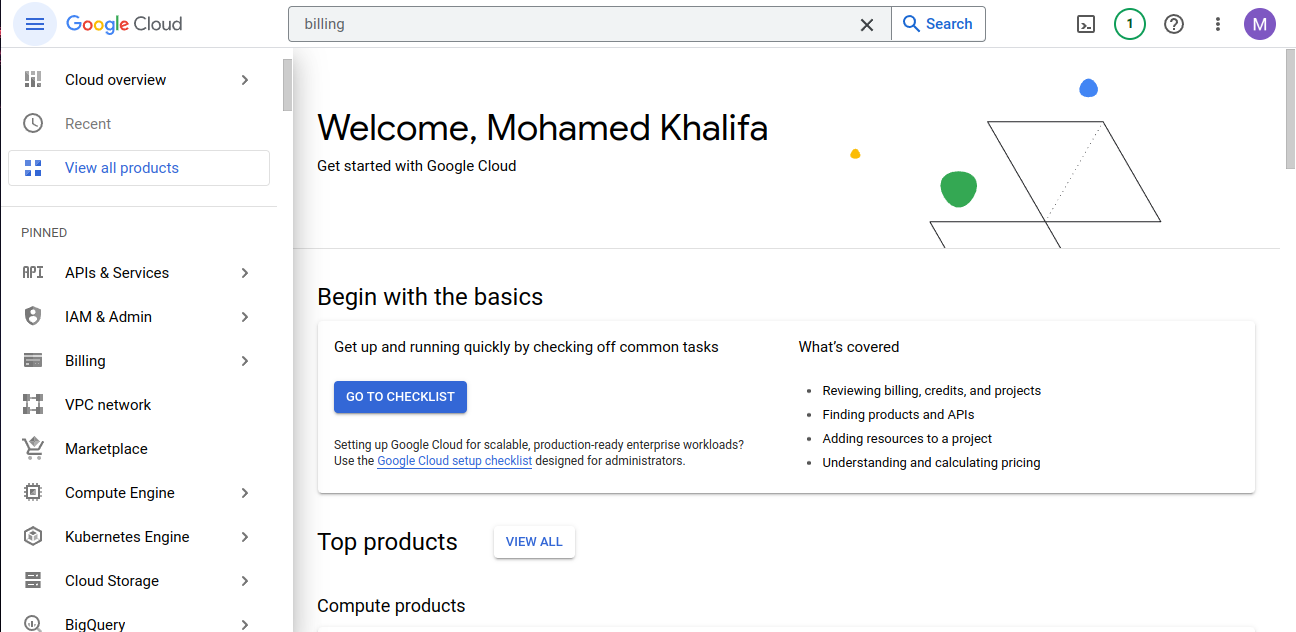 Google Cloud
billing
Search
1
M
Cloud overview
Recent
View all products
PINNED
API APIs & Services
IAM & Admin
Billing
VPC network
Marketplace
Compute Engine
Kubernetes Engine
Cloud Storage
BigQuery
Welcome, Mohamed Khalifa
Get started with Google Cloud
Begin with the basics
Get up and running quickly by checking off common tasks
GO TO CHECKLIST
Setting up Google Cloud for scalable, production-ready enterprise workloads?
Use the Google Cloud setup checklist designed for administrators.
What's covered
• Reviewing billing, credits, and projects
• Finding products and APIs
• Adding resources to a project
• Understanding and calculating pricing
Top products
VIEW ALL
Compute products